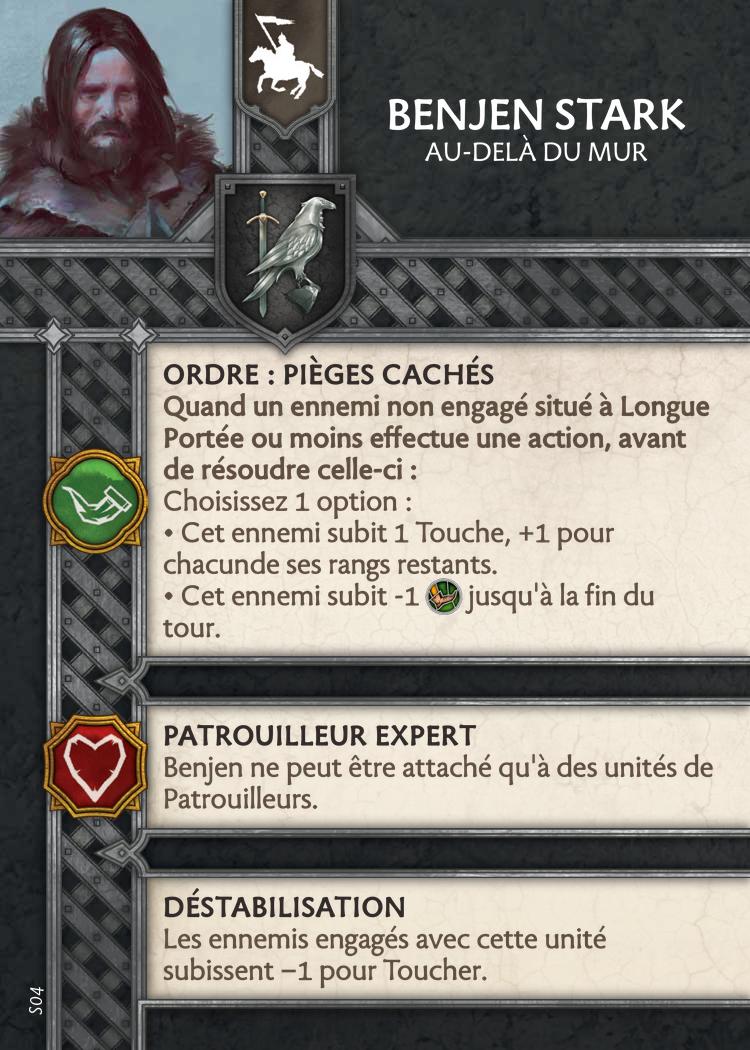 BENJEN STARK
AU-DELÀ DU MUR
ORDRE : PIÈGES CACHÉS
Quand un ennemi non engagé situé à Longue
Portée ou moins effectue une action, avant
de résoudre celle-ci :
Choisissez 1 option :
• Cet ennemi subit 1 Touche, +1 pour
chacunde ses rangs restants.
• Cet ennemi subit -1 jusqu'à la fin du
tour.
PATROUILLEUR EXPERT
Benjen ne peut être attaché qu'à des unités de
Patrouilleurs.
DÉSTABILISATION
Les ennemis engagés avec cette unité
subissent −1 pour Toucher.
S04